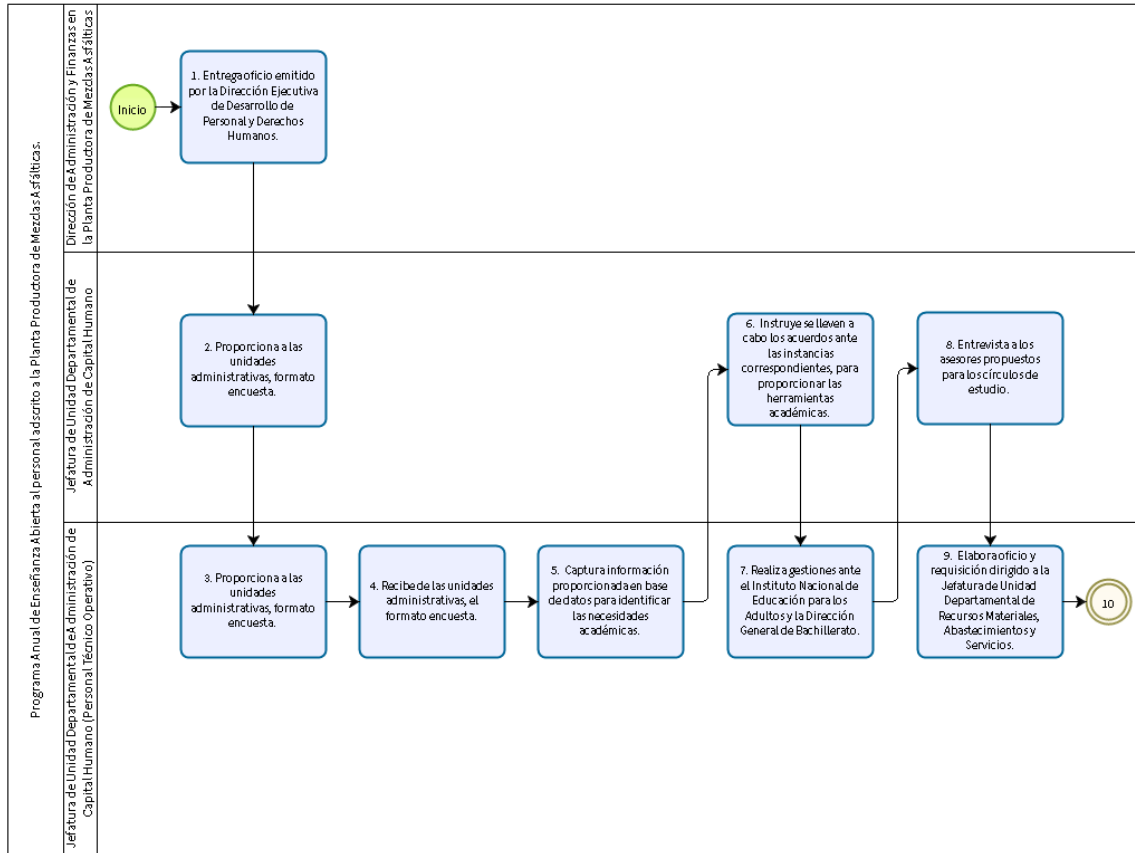 Programa Anual de Enseñanza Abierta al personal adscrito a la Planta Productora de Mezclas Asfálticas.
Dirección de Administración y Finanzas en
la Planta Productora de Mezclas Asfálticas
Inicio
1. Entrega oficio emitido
por la Dirección Ejecutiva
de Desarrollo de
Personal y Derechos
Humanos.
Jefatura de Unidad Departamental de
Administración de Capital Humano
2. Proporciona a las
unidades
administrativas, formato
encuesta.
6. Instruye se lleven a
cabo los acuerdos ante
las instancias
correspondientes, para
proporcionar las
herramientas
académicas.
8. Entrevista a los
asesores propuestos
para los círculos de
estudio.
Jefatura de Unidad Departamental de Administración de
Capital Humano (Personal Técnico Operativo)
3. Proporciona a las
unidades
administrativas, formato
encuesta.
4. Recibe de las unidades
administrativas, el
formato encuesta.
5. Captura información
proporcionada en base
de datos para identificar
las necesidades
académicas.
7. Realiza gestiones ante
el Instituto Nacional de
Educación para los
Adultos y la Dirección
General de Bachillerato.
9. Elabora oficio y
requisición dirigido a la
Jefatura de Unidad
Departamental de
Recursos Materiales,
Abastecimientos y
Servicios.
10